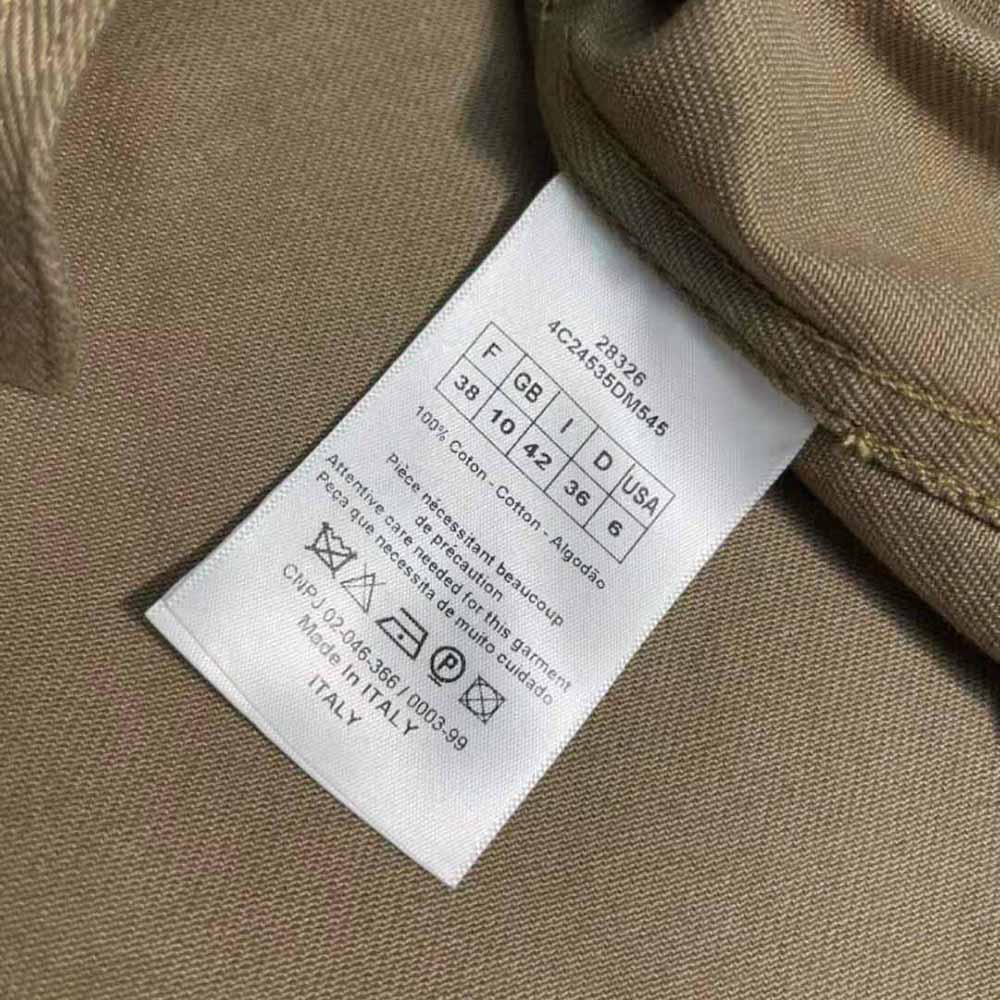 28326
4C24535DM545
F GB I D USA
38 10 42 36 6
100% Coton - Cotton - Algodão
Pièce nécessitant beaucoup
de précaution
Attentive care needed for this garment
Peca que necessita de muito cuidado
P
CNPJ 02-046-366 / 0003-99
Made In ITALY
ITALY